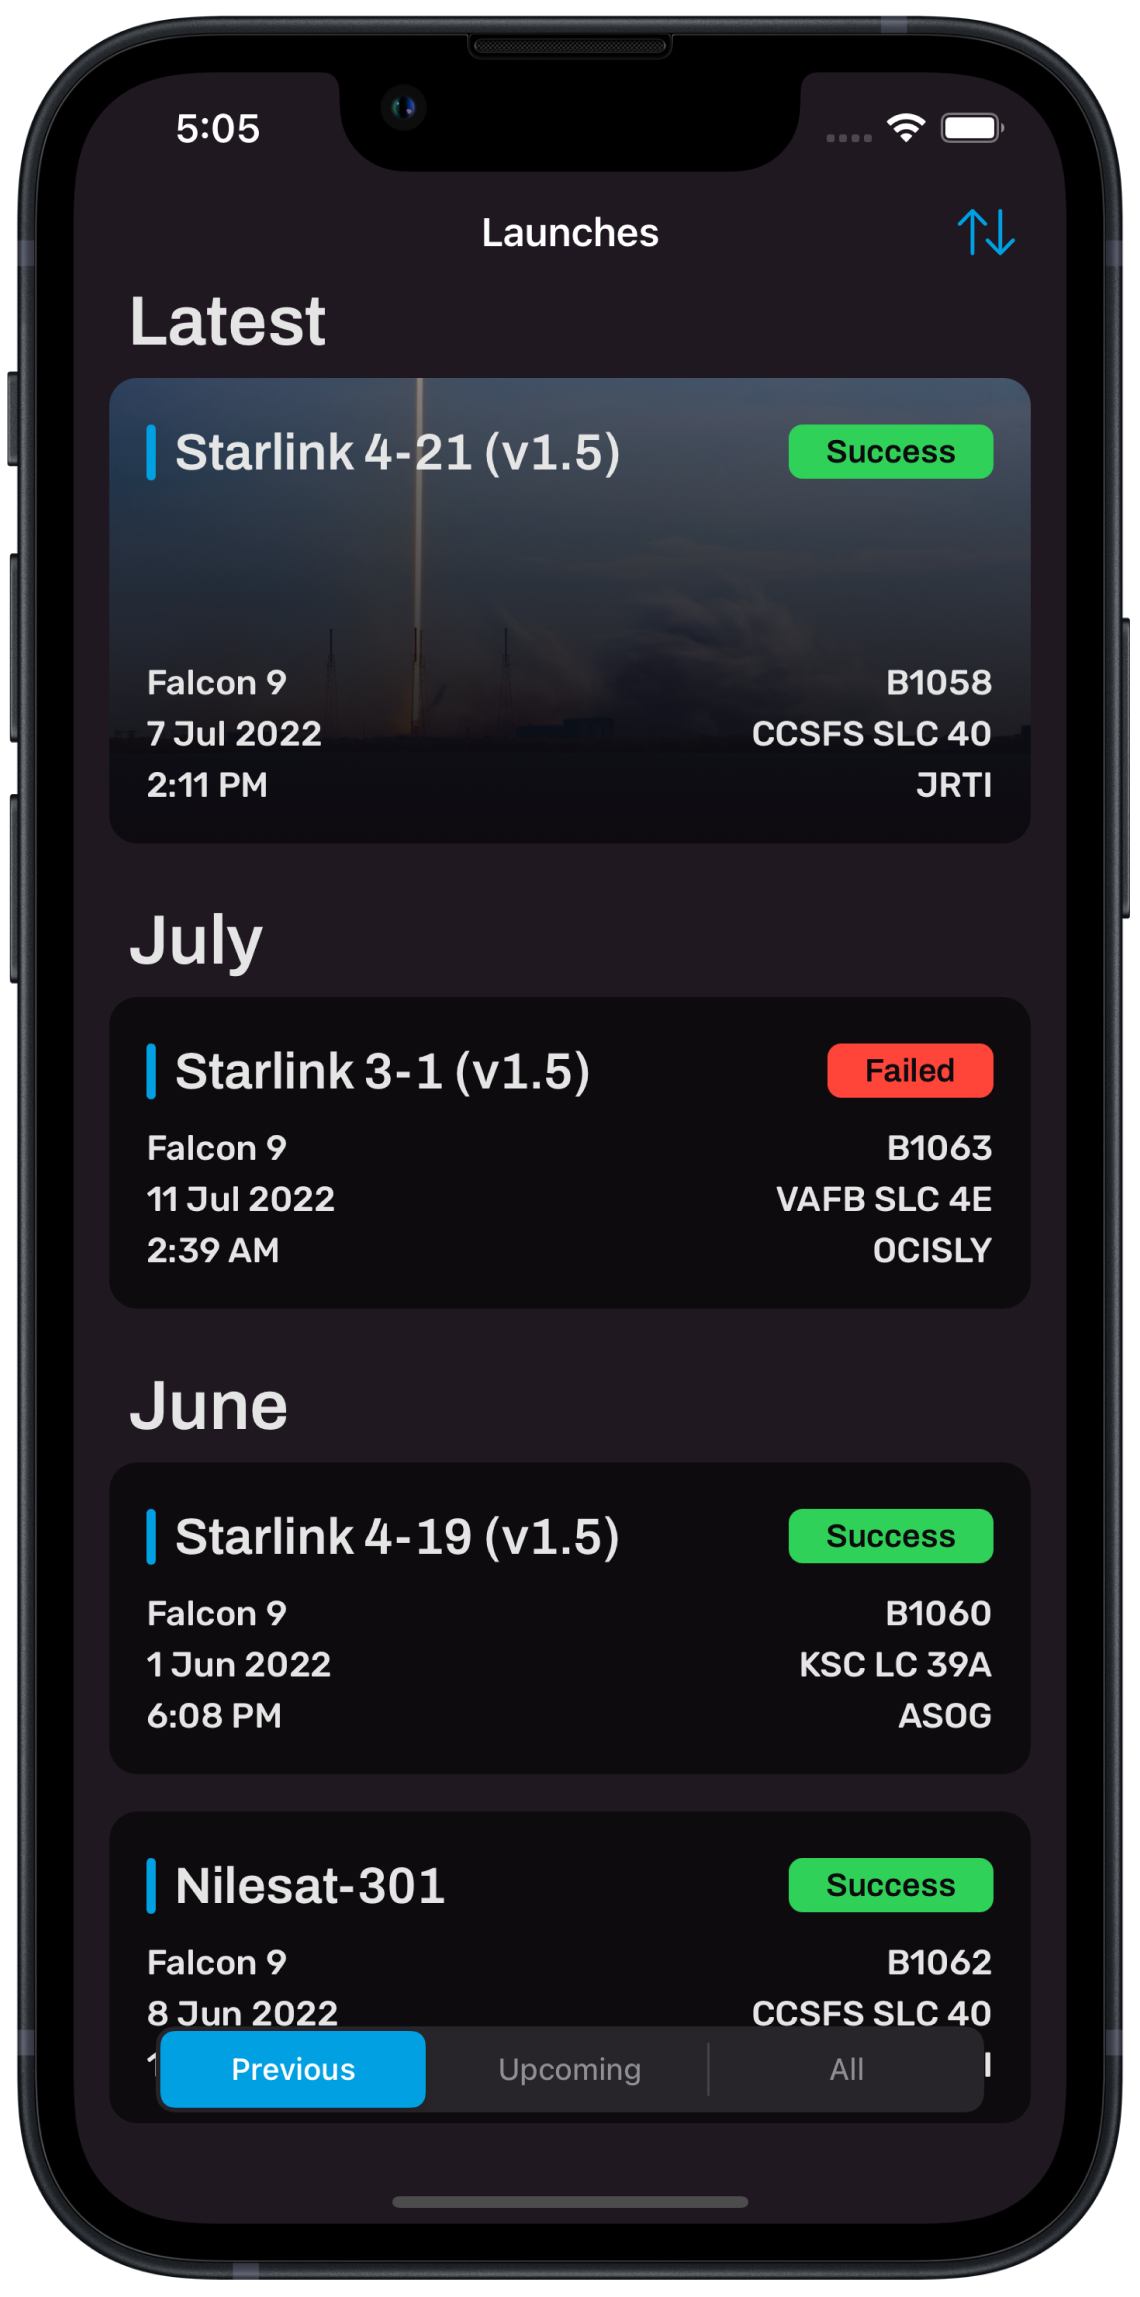 5:05
Launches
Latest
Starlink 4-21 (v1.5)
Success
Falcon 9
B1058
7 Jul 2022
CCSFS SLC 40
2:11 PM
JRTI
July
Starlink 3-1 (v1.5)
Failed
Falcon 9
B1063
11 Jul 2022
VAFB SLC 4E
2:39 AM
OCISLY
June
Starlink 4-19 (v1.5)
Success
Falcon 9
B1060
1 Jun 2022
KSC LC 39A
6:08 PM
ASOG
Nilesat-301
Success
Falcon 9
B1062
8 Jun 2022
CCSFS SLC 40
Previous
Upcoming
All